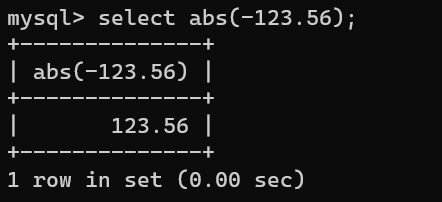 mysql> select abs(-123.56);
+--------------+
| abs(-123.56) |
+--------------+
|       123.56 |
+--------------+
1 row in set (0.00 sec)